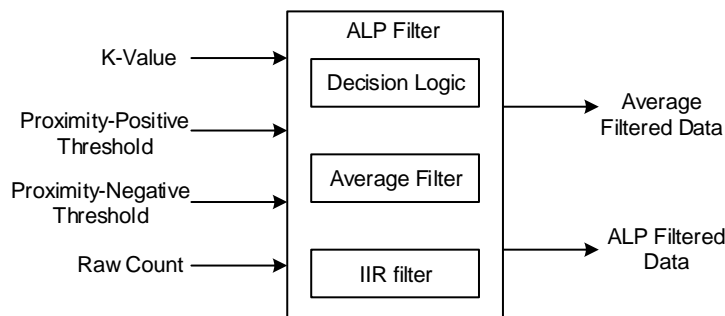 ALP Filter
K-Value
Decision Logic
Proximity-Positive
Threshold
Average
Filtered Data
Proximity-Negative
Threshold
Average Filter
Raw Count
IIR filter
ALP Filtered
Data